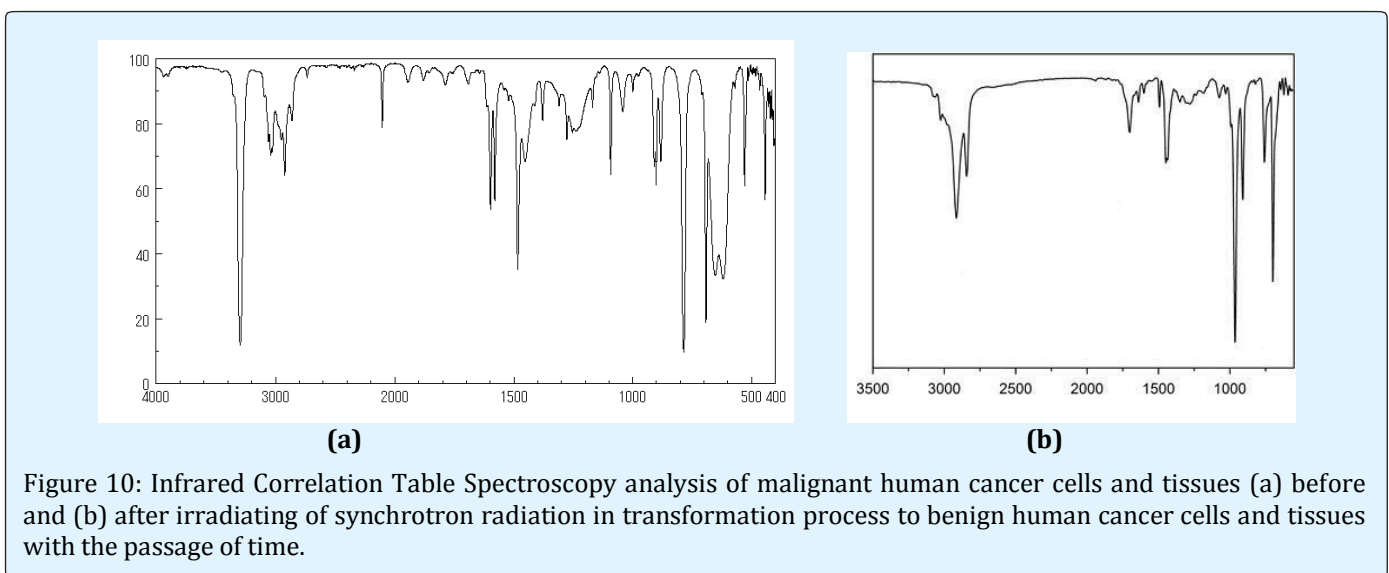 100
80
60
40
20
0
4000 3000 2000 1500 1000 500 400
(a)
3500 3000 2500 2000 1500 1000
(b)
Figure 10: Infrared Correlation Table Spectroscopy analysis of malignant human cancer cells and tissues (a) before
and (b) after irradiating of synchrotron radiation in transformation process to benign human cancer cells and tissues
with the passage of time.